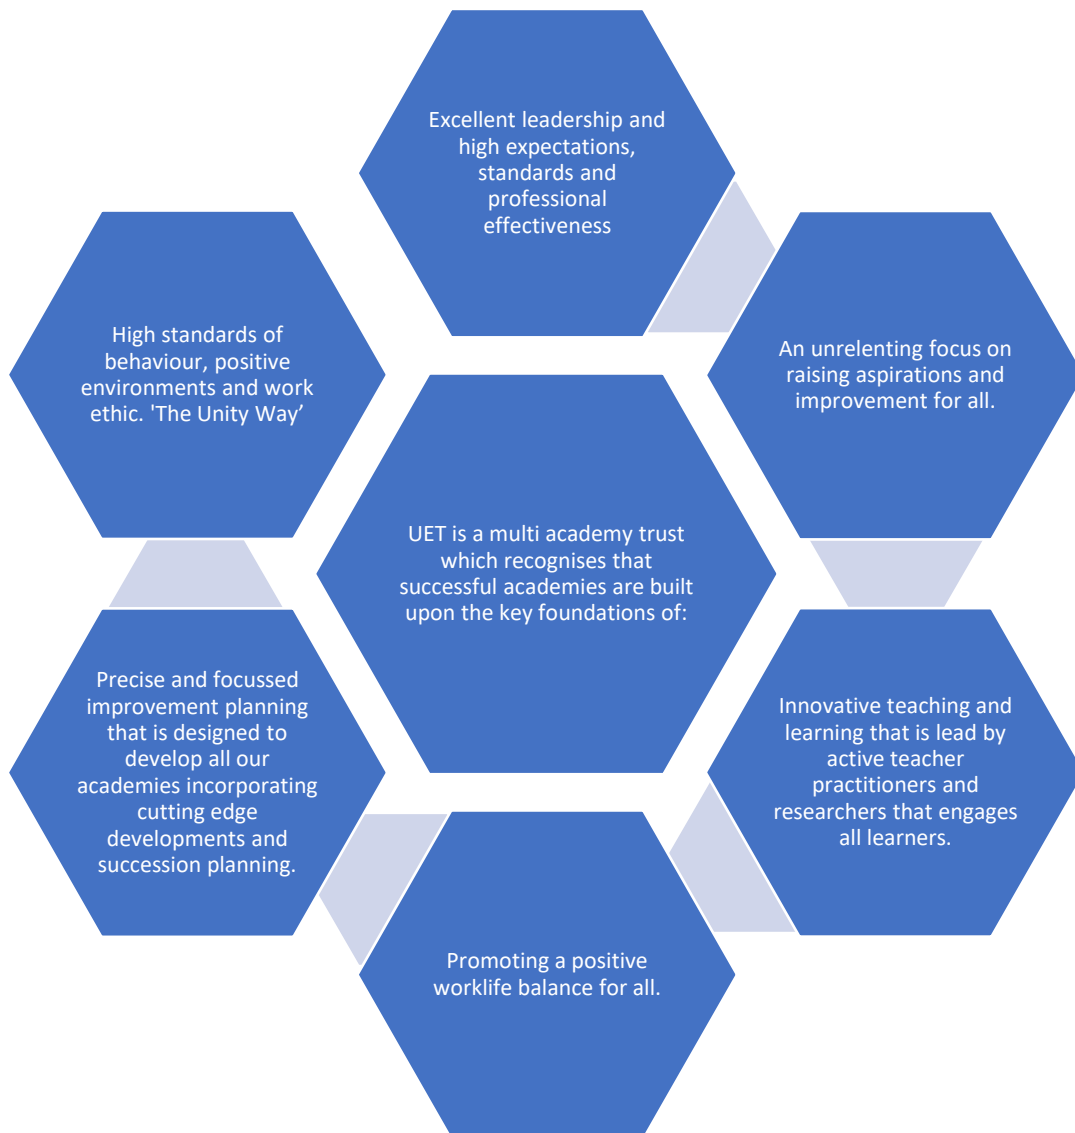 Excellent leadership and
high expectations,
standards and
professional
effectiveness
An unrelenting focus on
raising aspirations and
improvement for all.
Innovative teaching and
learning that is lead by
active teacher
practitioners and
researchers that engages
all learners.
Promoting a positive
worklife balance for all.
Precise and focussed
improvement planning
that is designed to
develop all our
academies incorporating
cutting edge
developments and
succession planning.
High standards of
behaviour, positive
environments and work
ethic. 'The Unity Way’
UET is a multi academy trust
which recognises that
successful academies are built
upon the key foundations of: